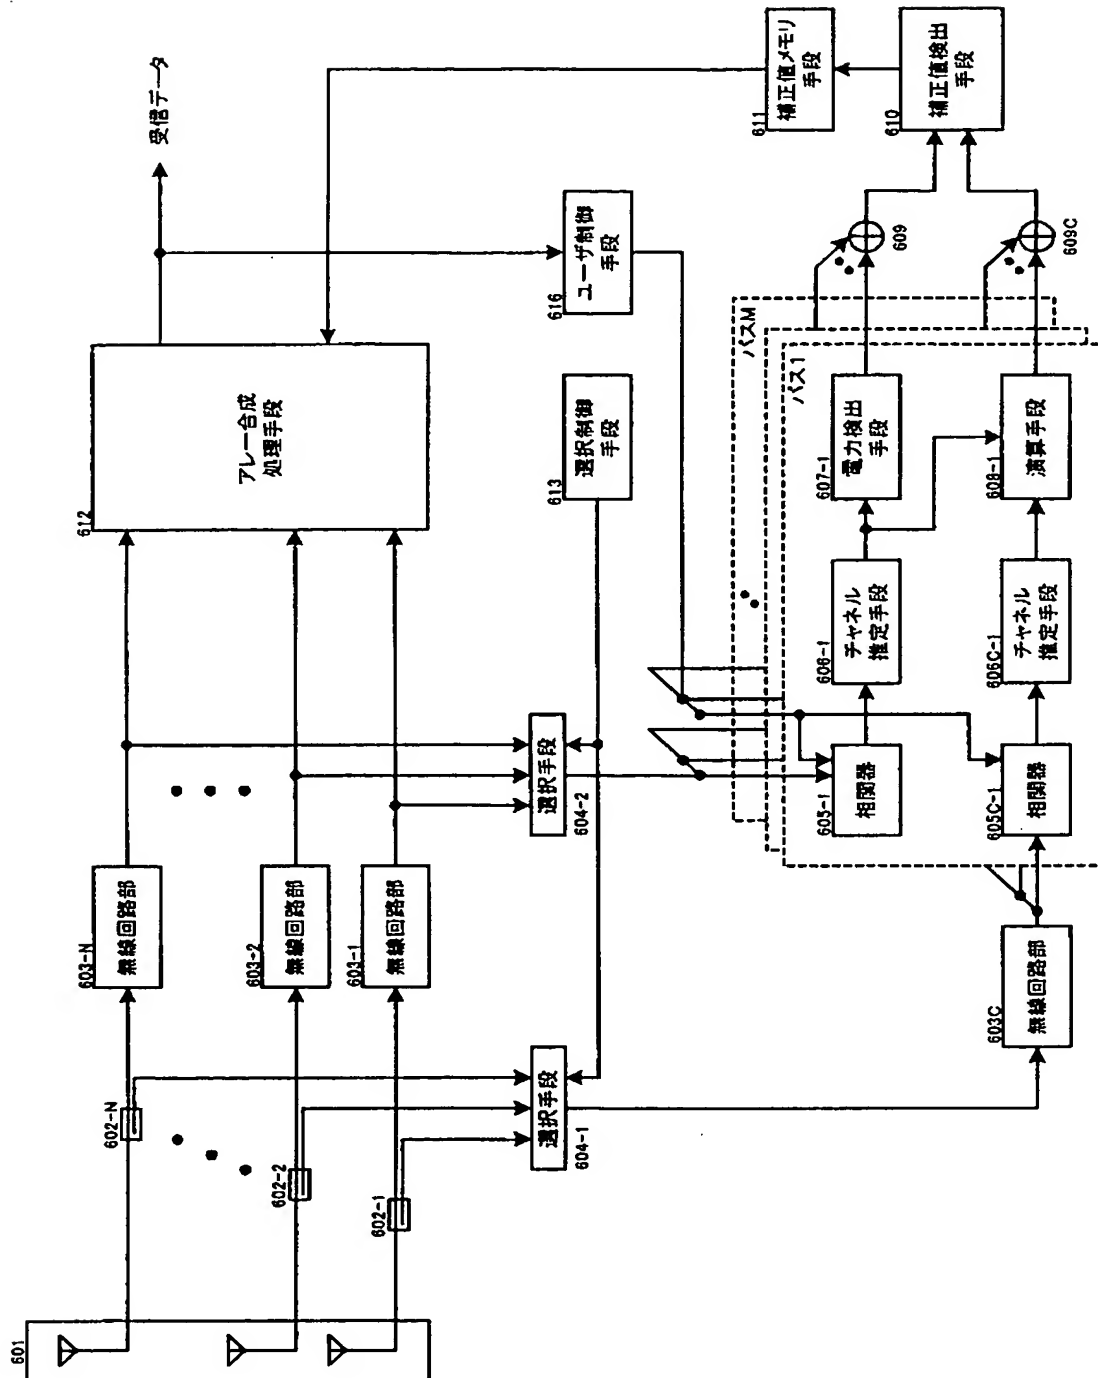 601
602-N
602-2
602-1
603-N
無線回路部
603-2
無線回路部
603-1
無線回路部
604-1
選択手段
604-2
選択手段
603C
無線回路部
612
アレー合成
処理手段
受信データ
613
選択制御
手段
616
ユーザ制御
手段
611
補正値メモリ
手段
610
補正値検出
手段
パスM
パス1
605-1
相関器
606-1
チャネル
推定手段
607-1
電力検出
手段
609
605C-1
相関器
606C-1
チャネル
推定手段
608-1
演算手段
609C